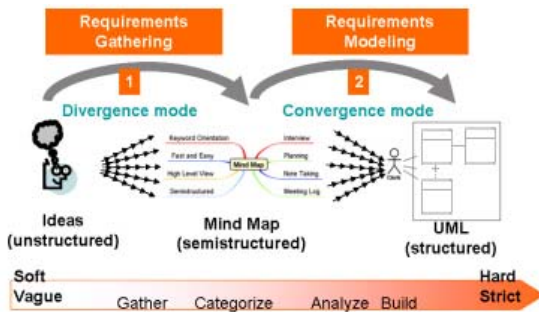 Requirements
Gathering
Requirements
Modeling
1
2
Divergence mode
Convergence mode
Keyword Orientation
Fast and Easy
High Level View
Semistructured
Mind Map
Interview
Planning
Note Taking
Meeting Log
Ideas
(unstructured)
Mind Map
(semistructured)
UML
(structured)
Soft
Vague
Gather
Categorize
Analyze
Build
Hard
Strict